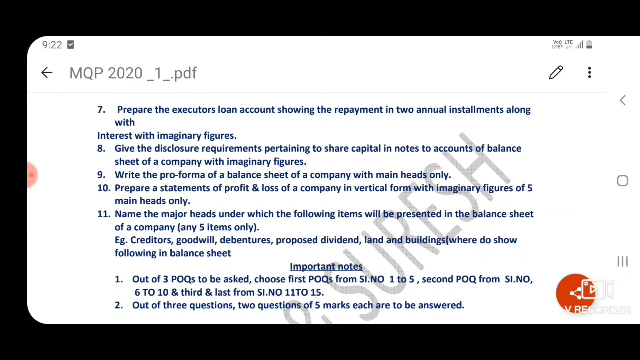 9:22
VoD LTE
LTE1
MQP 2020 _1_.pdf
7. Prepare the executors loan account showing the repayment in two annual installments along
with
Interest with imaginary figures.
8. Give the disclosure requirements pertaining to share capital in notes to accounts of balance
sheet of a company with imaginary figures.
9. Write the pro-forma of a balance sheet of a company with main heads only.
10. Prepare a statements of profit & loss of a company in vertical form with imaginary figures of 5
main heads only.
11. Name the major heads under which the following items will be presented in the balance sheet
of a company (any 5 items only).
Eg. Creditors, goodwill, debentures, proposed dividend, land and buildings(where do show
following in balance sheet
Important notes
1. Out of 3 POQs to be asked, choose first POQs from SI.NO 1 to 5 , second POQ from SI.NO,
6 TO 10 & third & last from SI.NO 11TO 15.
2. Out of three questions, two questions of 5 marks each are to be answered.
& SURESH
V RECORDER